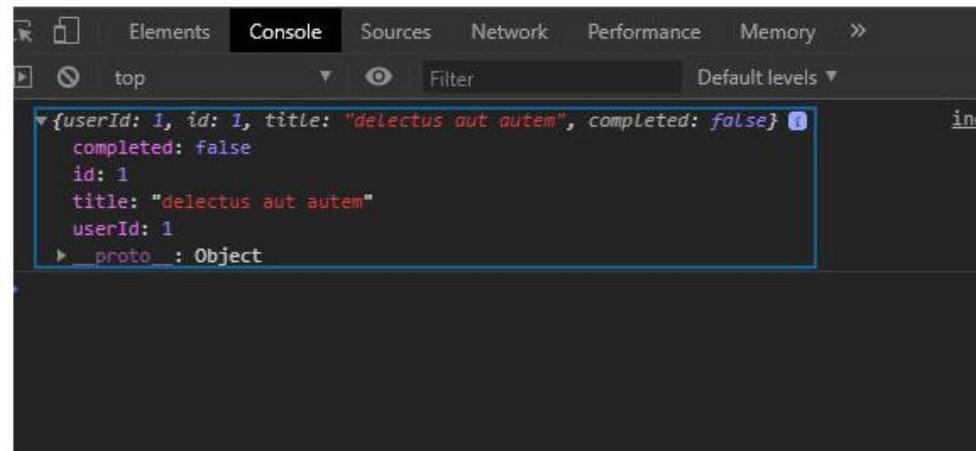 Elements Console Sources Network Performance Memory »
top Filter Default levels
{userId: 1, id: 1, title: "delectus aut autem", completed: false} i
completed: false
id: 1
title: "delectus aut autem"
userId: 1
__proto__: Object